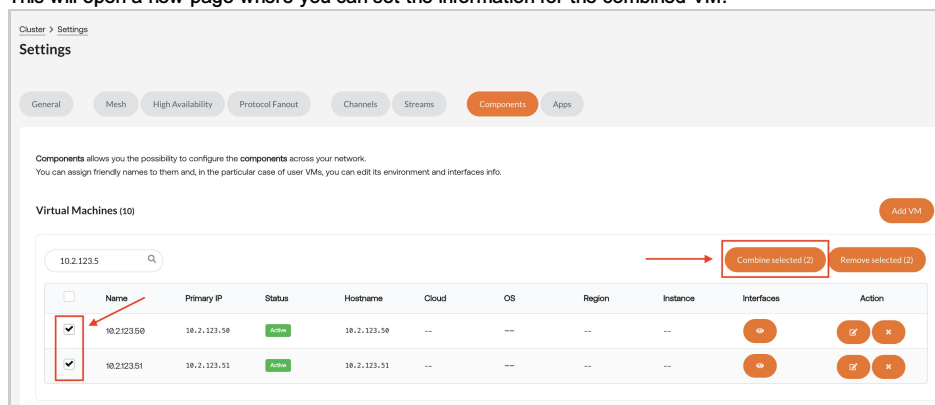 This will open a new page where you can set the information for the combined VM.
Cluster > Settings
Settings
General Mesh High Availability Protocol Fanout Channels Streams Components Apps
Components allows you the possibility to configure the components across your network.
You can assign friendly names to them and, in the particular case of user VMs, you can edit its environment and interfaces info.
Virtual Machines (10) Add VM
10.2.123.5 Combine selected (2) Remove selected (2)
Name Primary IP Status Hostname Cloud OS Region Instance Interfaces Action
10.2.123.50 10.2.123.50 Active 10.2.123.50 -- -- -- --
10.2.123.51 10.2.123.51 Active 10.2.123.51 -- -- -- --